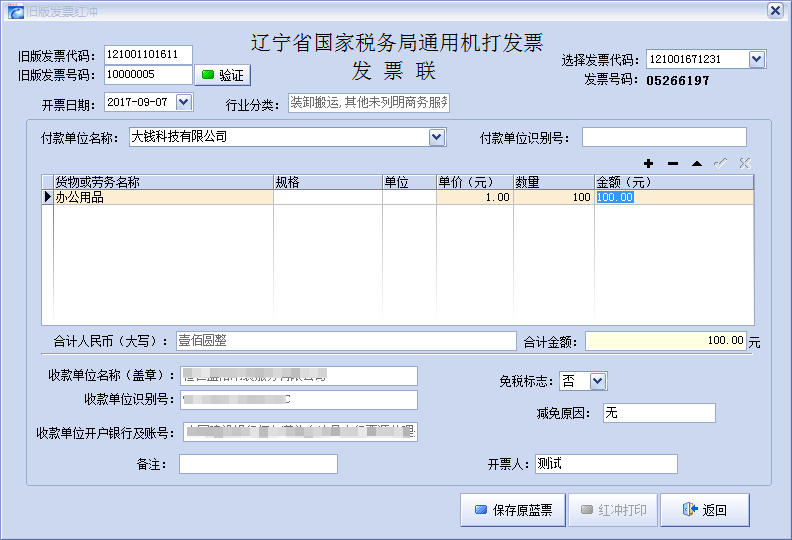 旧版发票红冲
辽宁省国家税务局通用机打发票
发 票 联
旧版发票代码: 121001101611
旧版发票号码: 10000005 验证
选择发票代码: 121001671231
发票号码: 05266197
开票日期: 2017-09-07 行业分类: 装卸搬运,其他未列明商务服务
付款单位名称: 大钱科技有限公司 付款单位识别号:
货物或劳务名称 规格 单位 单价(元) 数量 金额(元)
办公用品 1.00 100 100.00
合计人民币(大写): 壹佰圆整 合计金额: 100.00 元
收款单位名称(盖章): 免税标志: 否
收款单位识别号: 减免原因: 无
收款单位开户银行及账号:
备注: 开票人: 测试
保存原蓝票 红冲打印 返回